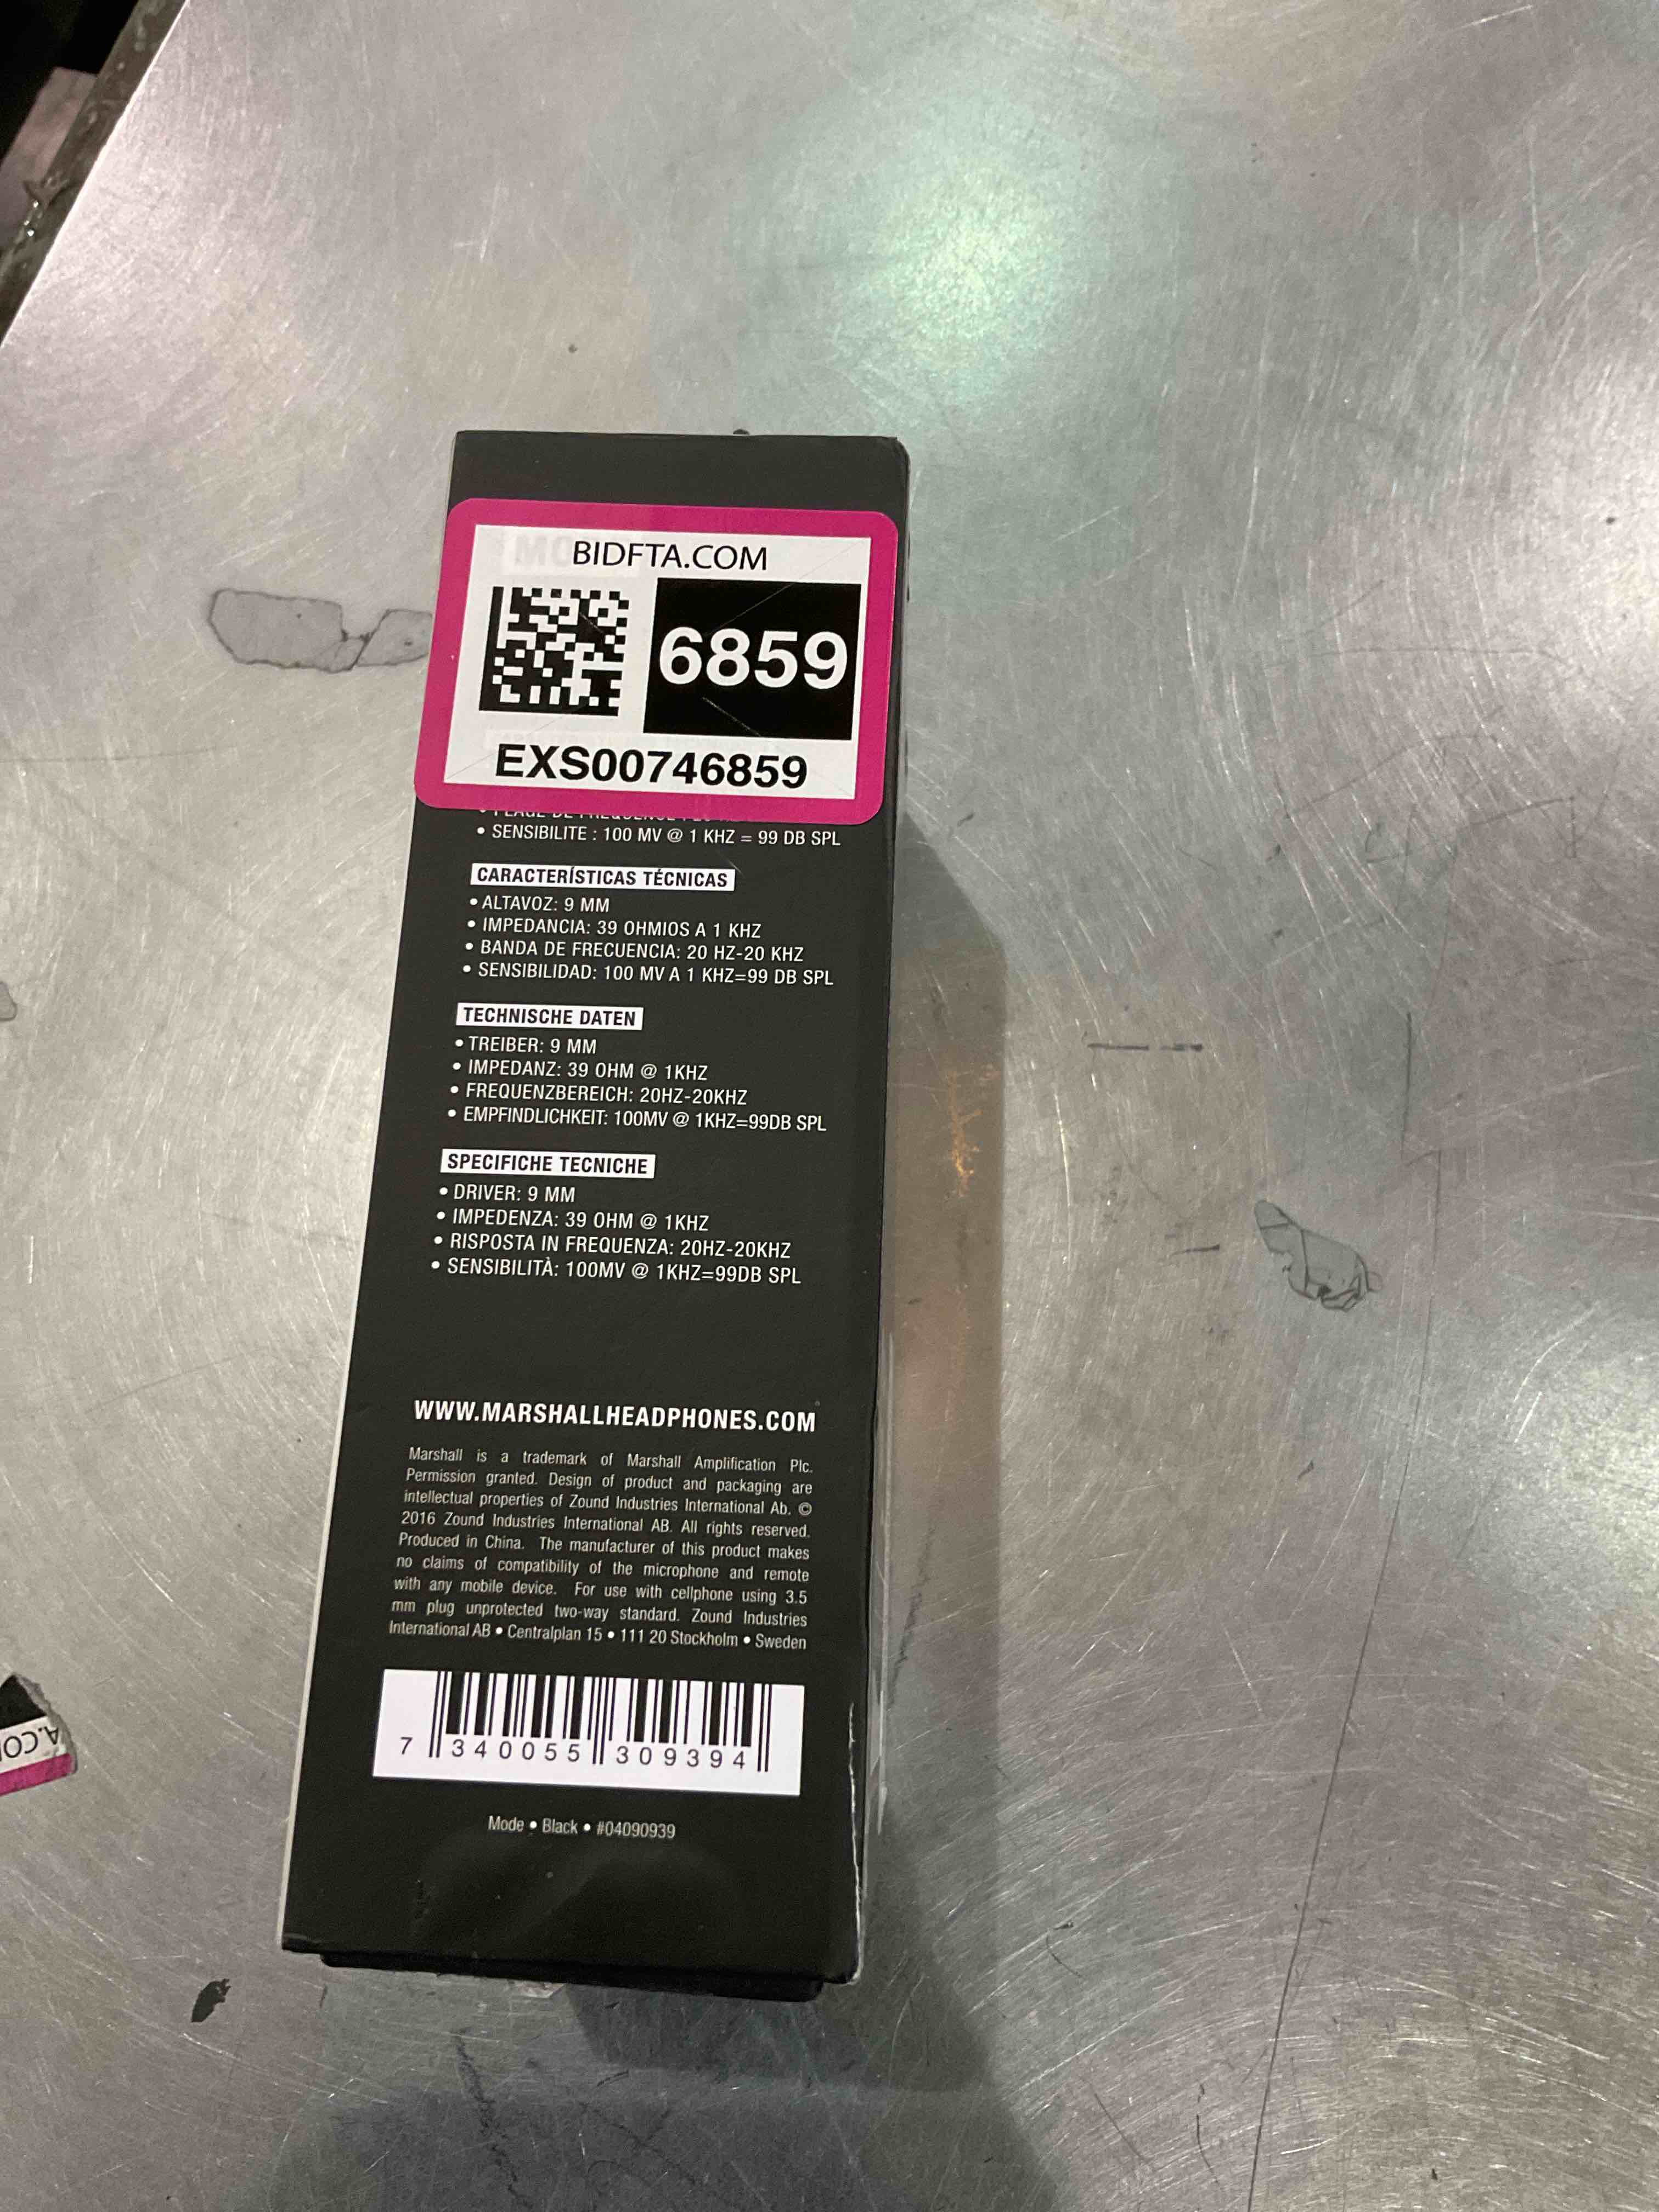 BIDFTA.COM
6859
EXS00746859
• SENSIBILITE : 100 MV @ 1 KHZ = 99 DB SPL
CARACTERÍSTICAS TÉCNICAS
• ALTAVOZ: 9 MM
• IMPEDANCIA: 39 OHMIOS A 1 KHZ
• BANDA DE FRECUENCIA: 20 HZ-20 KHZ
• SENSIBILIDAD: 100 MV A 1 KHZ=99 DB SPL
TECHNISCHE DATEN
• TREIBER: 9 MM
• IMPEDANZ: 39 OHM @ 1KHZ
• FREQUENZBEREICH: 20HZ-20KHZ
• EMPFINDLICHKEIT: 100MV @ 1KHZ=99DB SPL
SPECIFICHE TECNICHE
• DRIVER: 9 MM
• IMPEDENZA: 39 OHM @ 1KHZ
• RISPOSTA IN FREQUENZA: 20HZ-20KHZ
• SENSIBILITÀ: 100MV @ 1KHZ=99DB SPL
WWW.MARSHALLHEADPHONES.COM
Marshall is a trademark of Marshall Amplification Plc.
Permission granted. Design of product and packaging are
intellectual properties of Zound Industries International Ab. ©
2016 Zound Industries International AB. All rights reserved.
Produced in China. The manufacturer of this product makes
no claims of compatibility of the microphone and remote
with any mobile device. For use with cellphone using 3.5
mm plug unprotected two-way standard. Zound Industries
International AB • Centralplan 15 • 111 20 Stockholm • Sweden
7 340055 309394
Mode • Black • #04090939